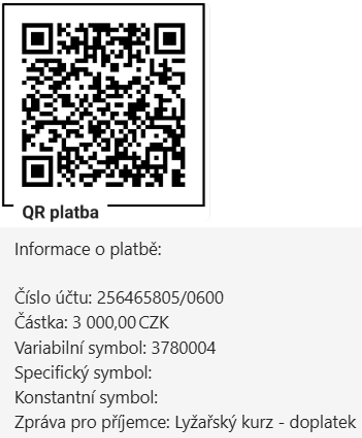 QR platba
Informace o platbě:
Číslo účtu: 256465805/0600
Částka: 3 000,00 CZK
Variabilní symbol: 3780004
Specifický symbol:
Konstantní symbol:
Zpráva pro příjemce: Lyžařský kurz - doplatek